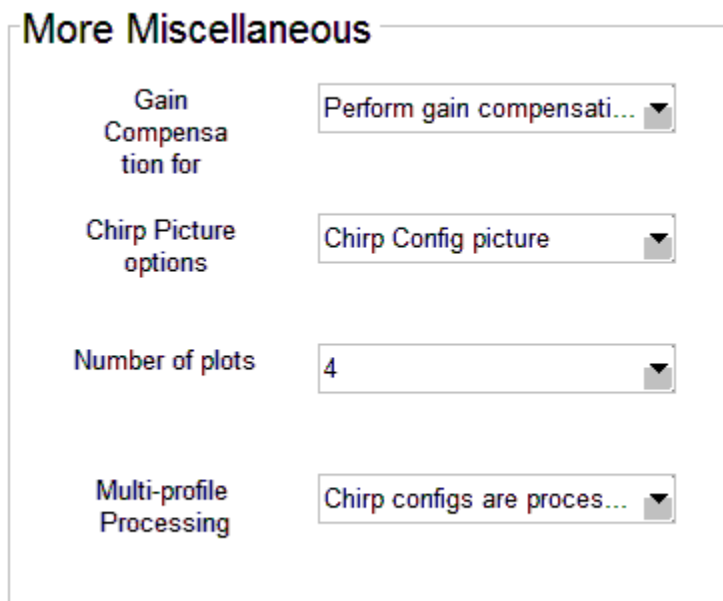 More Miscellaneous
Gain
Compensa
tion for
Perform gain compensati...
Chirp Picture
options
Chirp Config picture
Number of plots
4
Multi-profile
Processing
Chirp configs are proces...